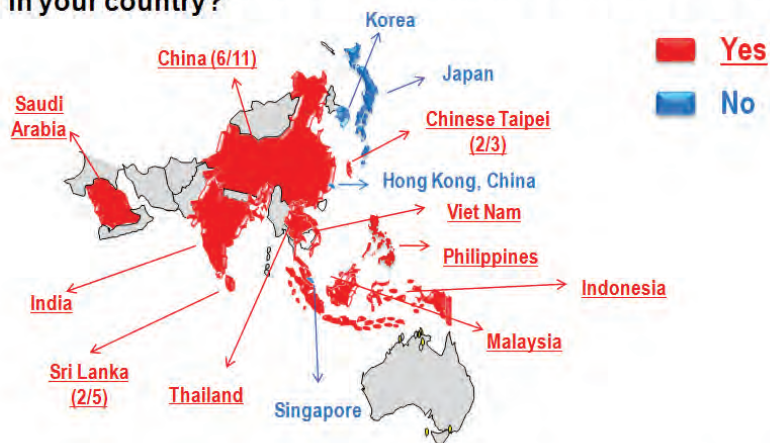 in your country?
Korea
China (6/11)
Yes
Japan
Saudi
Arabia
No
Chinese Taipei
(2/3)
Hong Kong, China
Viet Nam
Philippines
India
Indonesia
Malaysia
Sri Lanka
(2/5)
Thailand
Singapore